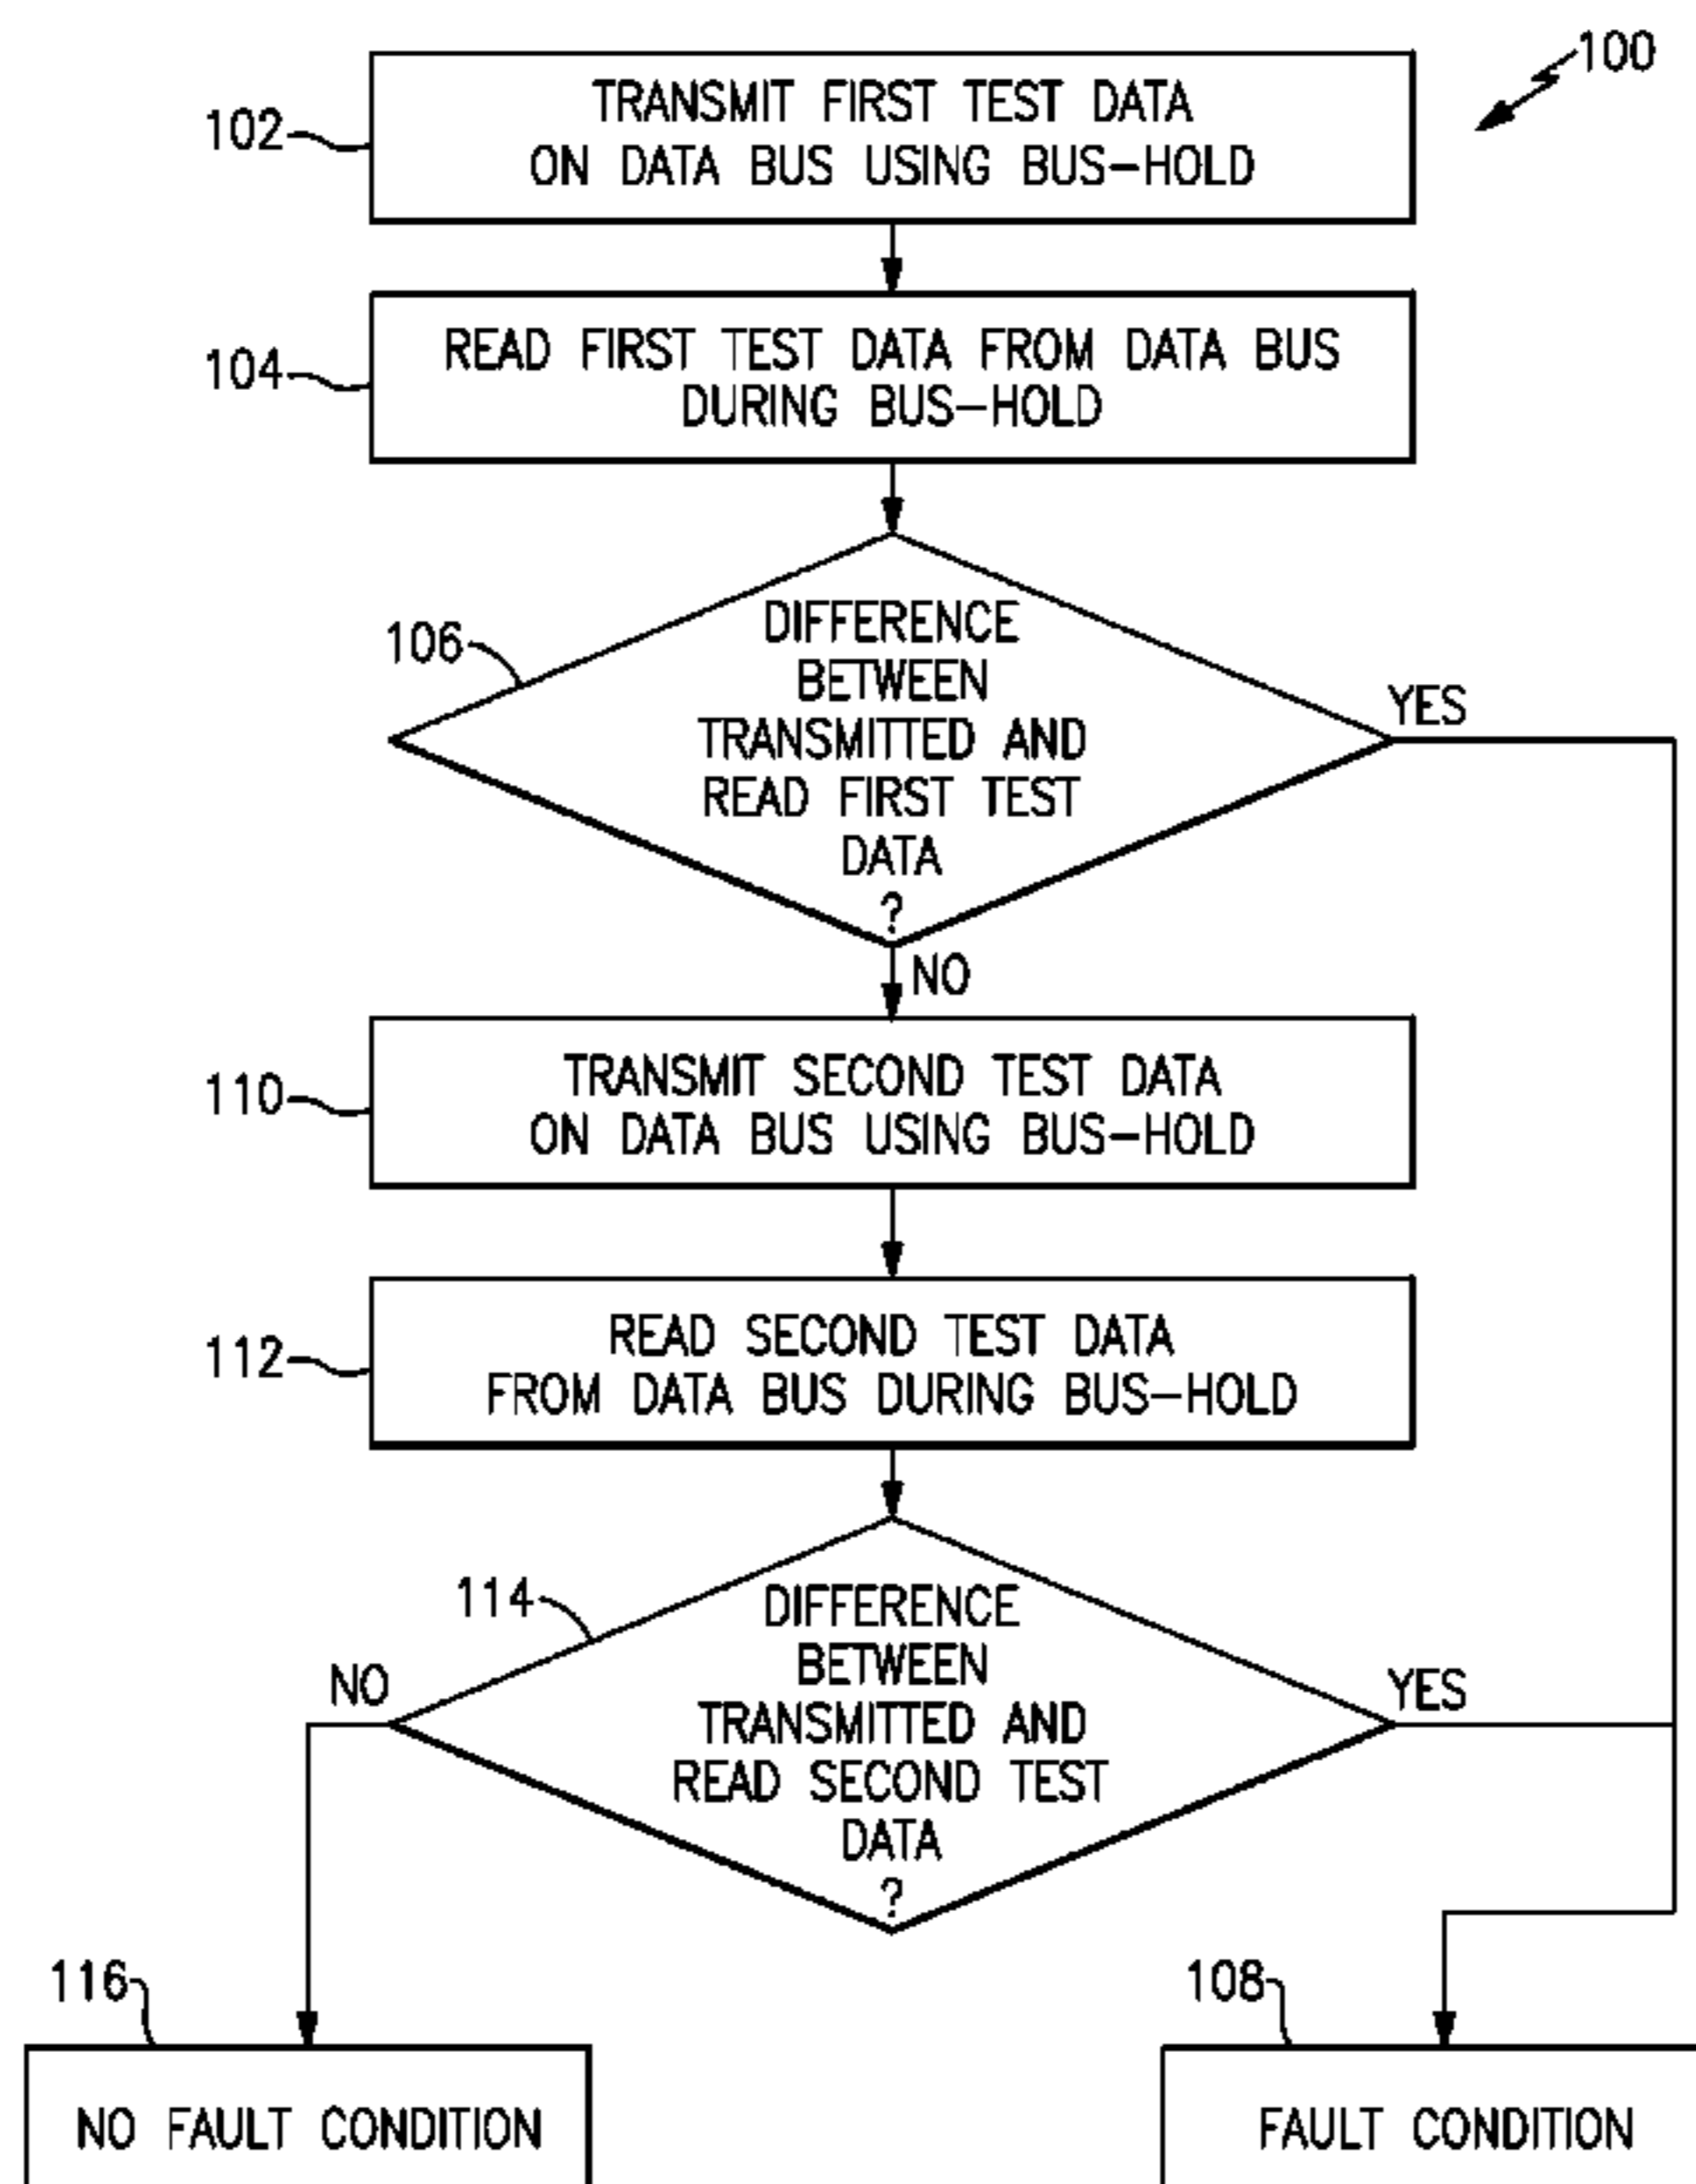 100
102
TRANSMIT FIRST TEST DATA
ON DATA BUS USING BUS-HOLD
104
READ FIRST TEST DATA FROM DATA BUS
DURING BUS-HOLD
106
DIFFERENCE
BETWEEN
TRANSMITTED AND
READ FIRST TEST
DATA
?
YES
NO
110
TRANSMIT SECOND TEST DATA
ON DATA BUS USING BUS-HOLD
112
READ SECOND TEST DATA
FROM DATA BUS DURING BUS-HOLD
114
DIFFERENCE
BETWEEN
TRANSMITTED AND
READ SECOND TEST
DATA
?
NO
YES
116
NO FAULT CONDITION
108
FAULT CONDITION